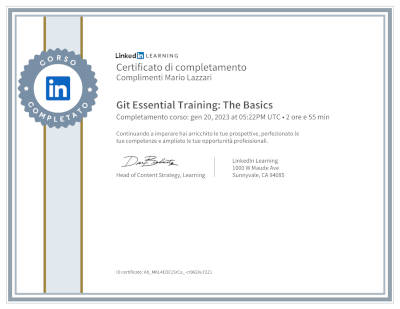 LinkedIn LEARNING
Certificato di completamento
Complimenti Mario Lazzari
CORSO
COMPLETATO
in
Git Essential Training: The Basics
Completamento corso: gen 20, 2023 at 05:22PM UTC • 2 ore e 55 min
Continuando a imparare hai arricchito le tue prospettive, perfezionato le
tue competenze e ampliato le tue opportunità professionali.
Head of Content Strategy, Learning
LinkedIn Learning
1000 W Maude Ave
Sunnyvale, CA 94085
ID certificato: